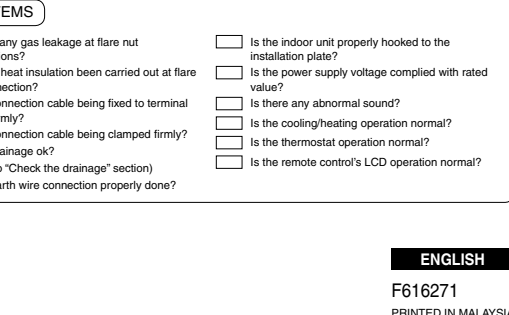 TEMS
any gas leakage at flare nut
ons?
heat insulation been carried out at flare
nection?
onnection cable being fixed to terminal
rmly?
onnection cable being clamped firmly?
ainage ok?
o “Check the drainage” section)
arth wire connection properly done?
Is the indoor unit properly hooked to the
installation plate?
Is the power supply voltage complied with rated
value?
Is there any abnormal sound?
Is the cooling/heating operation normal?
Is the thermostat operation normal?
Is the remote control’s LCD operation normal?
ENGLISH
F616271
PRINTED IN MALAYSIA